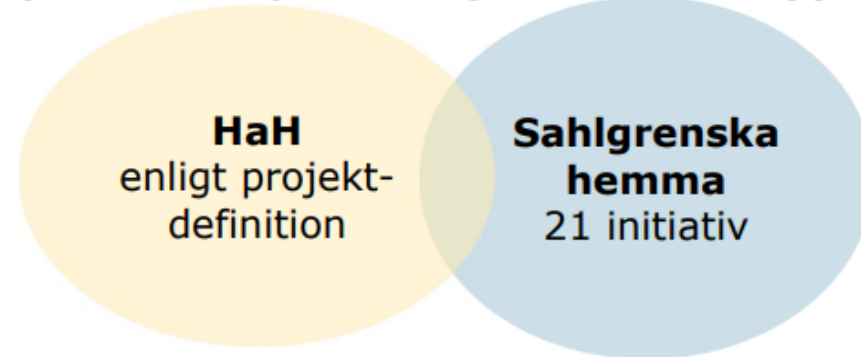 HaH
enligt projekt-
definition
Sahlgrenska
hemma
21 initiativ